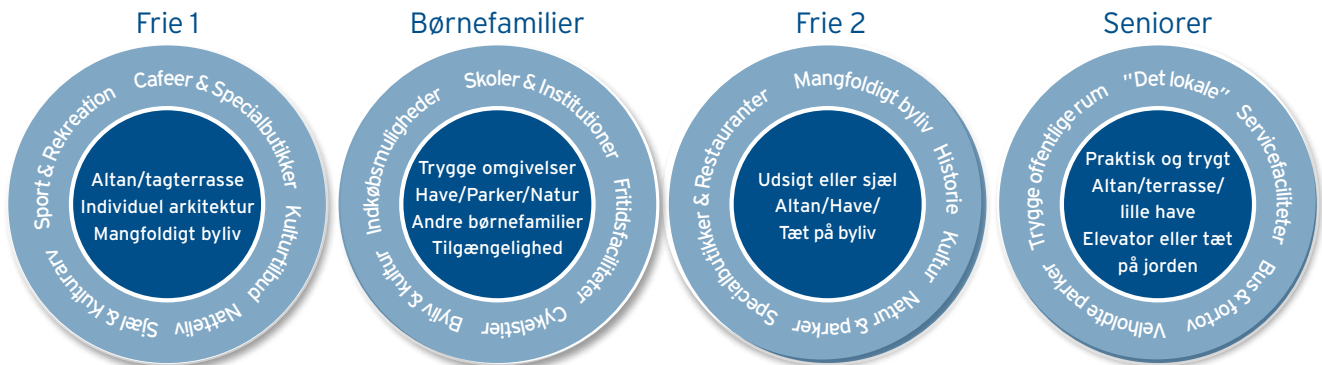 Frie 1
Cafeer & Specialbutikker
Kulturtilbud
Natteliv
Sjæl & Kulturarv
Sport & Rekreation
Altan/tagterrasse
Individuel arkitektur
Mangfoldigt byliv
Børnefamilier
Skoler & Institutioner
Fritidsfaciliteter
Cykelstier
Byliv & kultur
Indkøbsmuligheder
Trygge omgivelser
Have/Parker/Natur
Andre børnefamilier
Tilgængelighed
Frie 2
Mangfoldigt byliv
Historie
Kultur
Natur & parker
Specialbutikker & Restauranter
Udsigt eller sjæl
Altan/Have/
Tæt på byliv
Seniorer
"Det lokale"
Servicefaciliteter
Bus & fortov
Velholdte parker
Trygge offentlige rum
Praktisk og trygt
Altan/terrasse/
lille have
Elevator eller tæt
på jorden